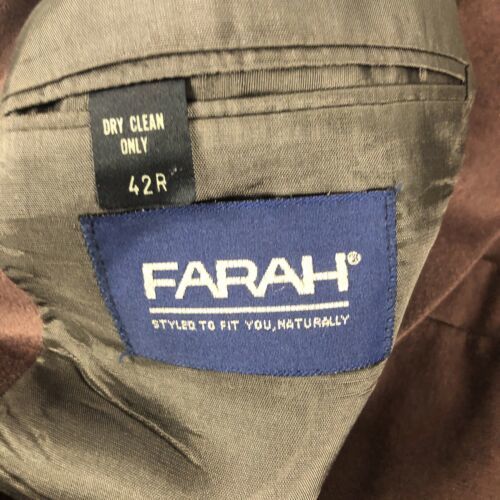 DRY CLEAN
ONLY
42R
FARAH®
STYLED TO FIT YOU, NATURALLY